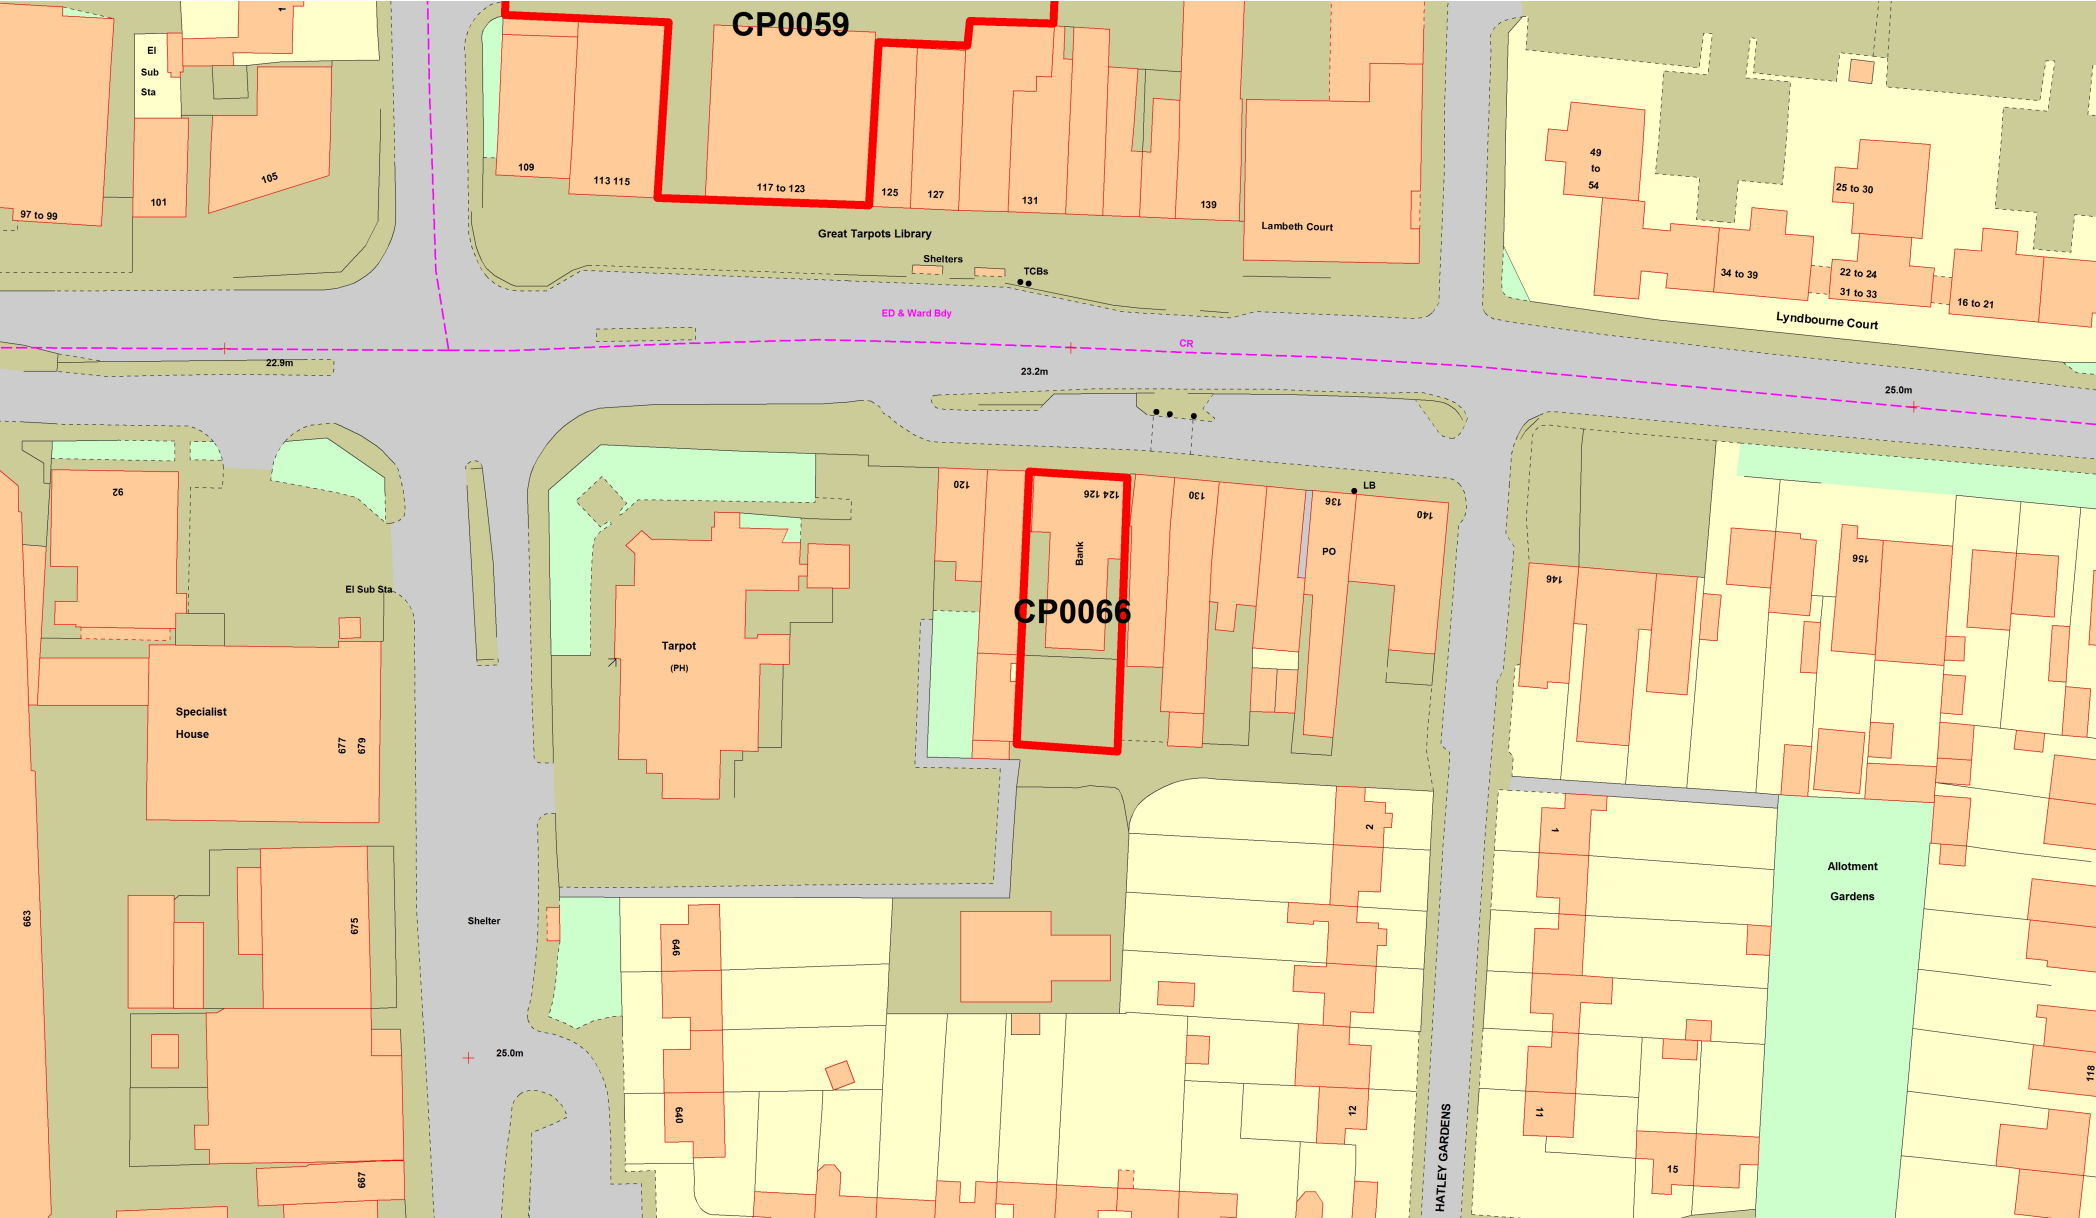 CP0059
1
El
Sub
Sta
109
113 115
117 to 123
125
127
131
139
105
101
97 to 99
Great Tarpots Library
Lambeth Court
Shelters
TCBs
49
to
54
25 to 30
34 to 39
22 to 24
31 to 33
16 to 21
Lyndbourne Court
ED & Ward Bdy
CR
22.9m
23.2m
25.0m
92
120
124 126
130
136
LB
140
PO
Bank
CP0066
146
156
El Sub Sta
Tarpot
(PH)
Specialist
House
677
679
2
1
Allotment
Gardens
663
675
Shelter
646
25.0m
640
12
11
118
HATLEY GARDENS
15
667